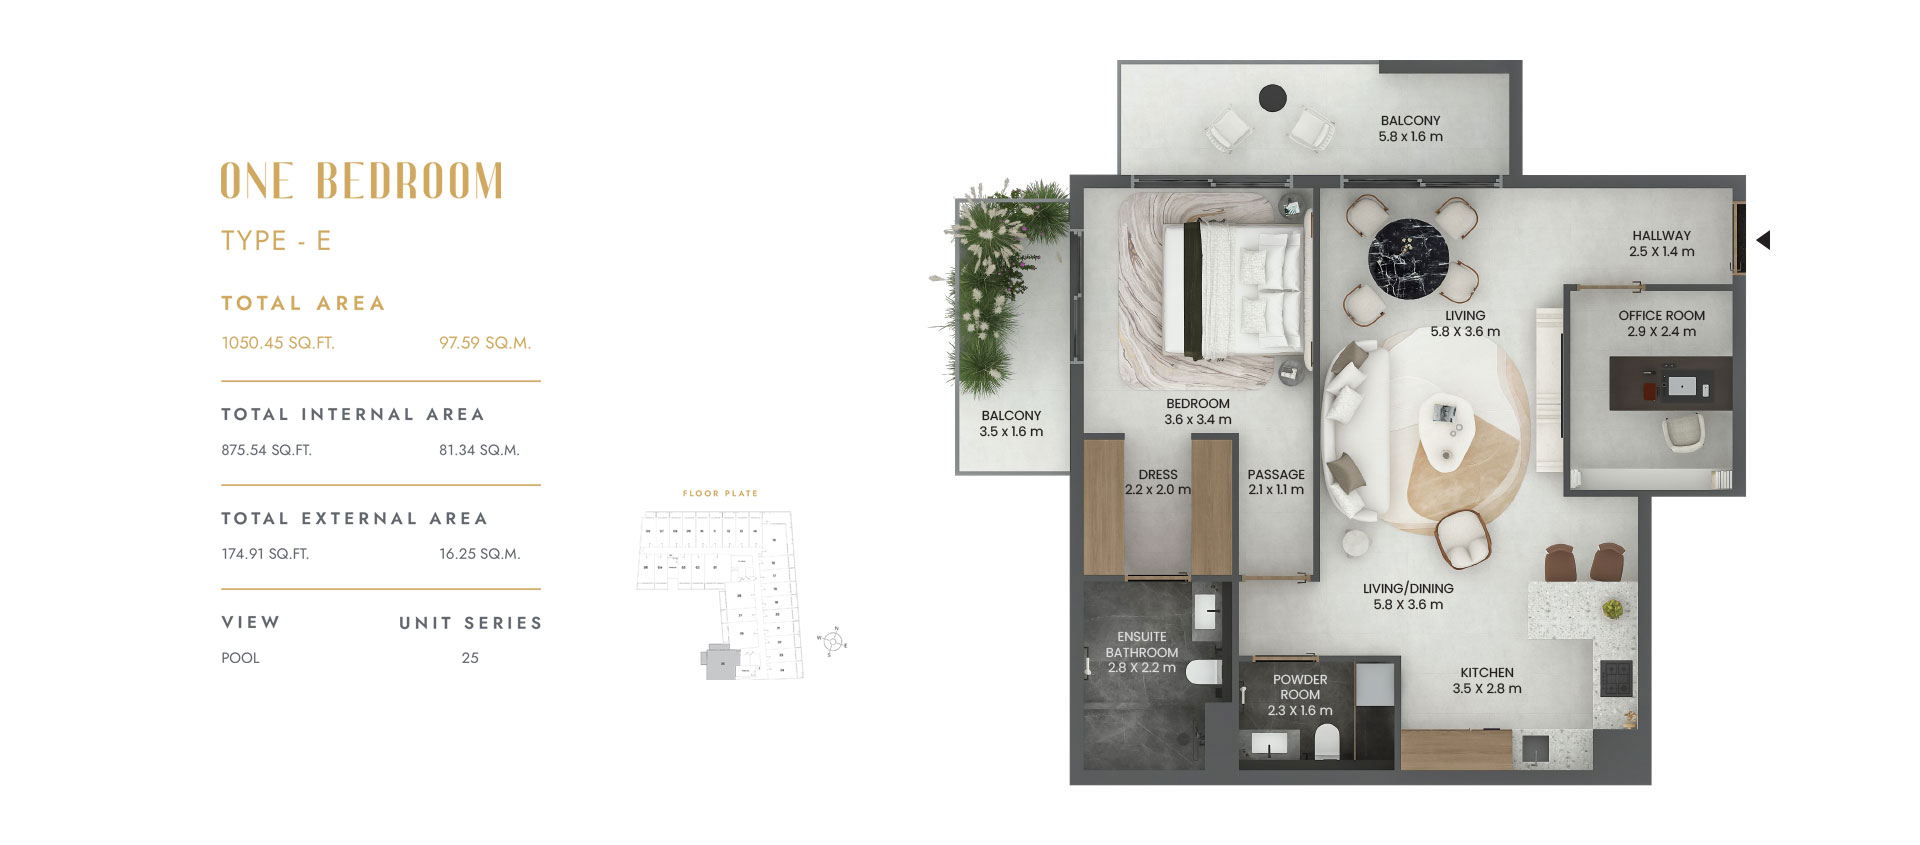 ONE BEDROOM
TYPE - E
TOTAL AREA
1050.45 SQ.FT. 97.59 SQ.M.
TOTAL INTERNAL AREA
875.54 SQ.FT. 81.34 SQ.M.
TOTAL EXTERNAL AREA
174.91 SQ.FT. 16.25 SQ.M.
VIEW UNIT SERIES
POOL 25
FLOOR PLATE
N
W E
S
BALCONY
5.8 x 1.6 m
HALLWAY
2.5 X 1.4 m
LIVING
5.8 X 3.6 m
OFFICE ROOM
2.9 X 2.4 m
BALCONY
3.5 x 1.6 m
BEDROOM
3.6 x 3.4 m
DRESS
2.2 x 2.0 m
PASSAGE
2.1 x 1.1 m
LIVING/DINING
5.8 X 3.6 m
ENSUITE
BATHROOM
2.8 X 2.2 m
POWDER
ROOM
2.3 X 1.6 m
KITCHEN
3.5 X 2.8 m